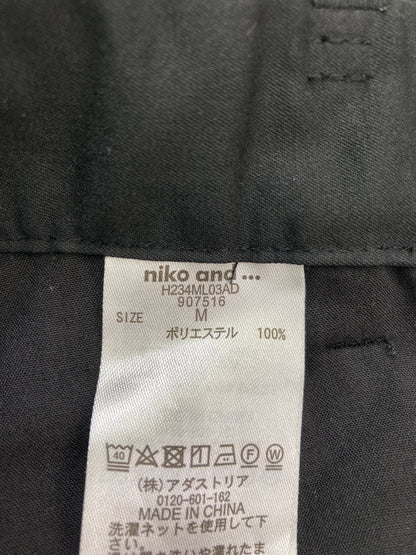 niko and ...
H234ML03AD
907516
SIZE M
ポリエステル 100%
40 F W
(株)アダストリア
0120-601-162
MADE IN CHINA
洗濯ネットを使用して下
さい。